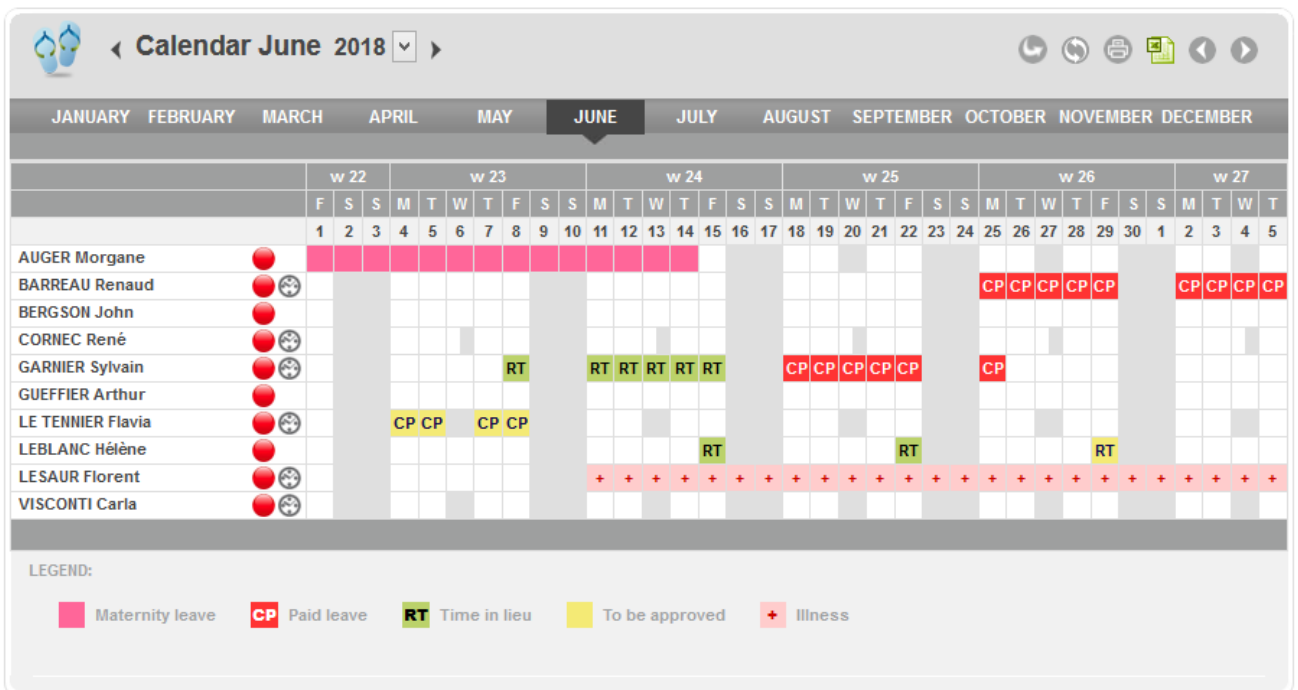 Calendar June 2018
JANUARY FEBRUARY MARCH APRIL MAY JUNE JULY AUGUST SEPTEMBER OCTOBER NOVEMBER DECEMBER
w 22 w 23 w 24 w 25 w 26 w 27
F S S M T W T F S S M T W T F S S M T W T F S S M T W T F S S M T W T
1 2 3 4 5 6 7 8 9 10 11 12 13 14 15 16 17 18 19 20 21 22 23 24 25 26 27 28 29 30 1 2 3 4 5
AUGER Morgane
BARREAU Renaud CP CP CP CP CP CP CP CP CP
BERGSON John
CORNEC René
GARNIER Sylvain RT RT RT RT RT RT CP CP CP CP CP CP
GUEFFIER Arthur
LE TENNIER Flavia CP CP CP CP
LEBLANC Hélène RT RT RT
LESAUR Florent + + + + + + + + + + + + + + + + + + + + + + + + +
VISCONTI Carla
LEGEND:
Maternity leave CP Paid leave RT Time in lieu To be approved + Illness